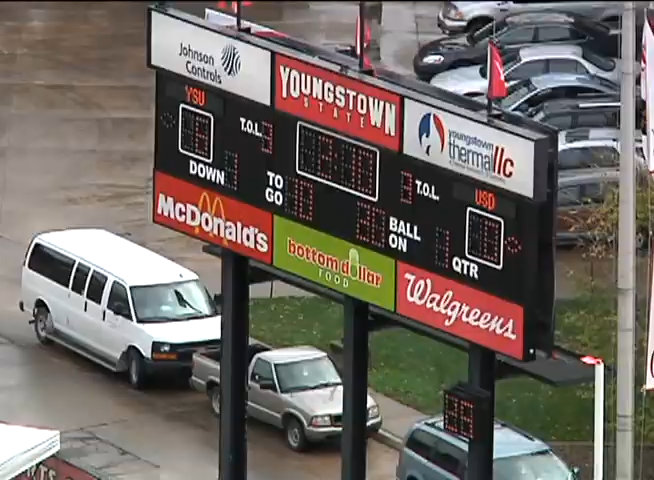 Johnson
Controls
YOUNGSTOWN
STATE
youngstown
thermal llc
YSU
T.O.L.
T.O.L.
USD
DOWN
TO
GO
BALL
ON
QTR
McDonald's
bottom dollar
FOOD
Walgreens